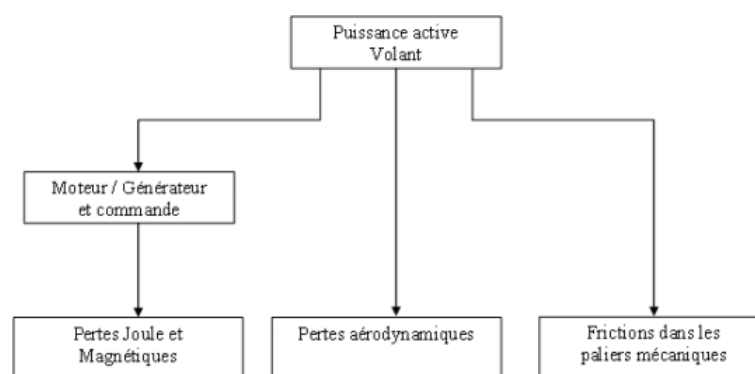 Puissance active
Volant
Moteur / Générateur
et commande
Pertes Joule et
Magnétiques
Pertes aérodynamiques
Frictions dans les
paliers mécaniques